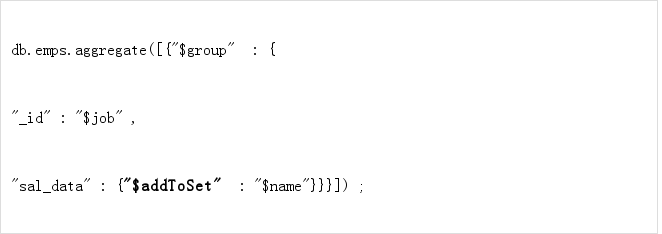 db.emps.aggregate([{"$group" : {
"_id" : "$job" ,
"sal_data" : {"$addToSet" : "$name"}}}]) ;